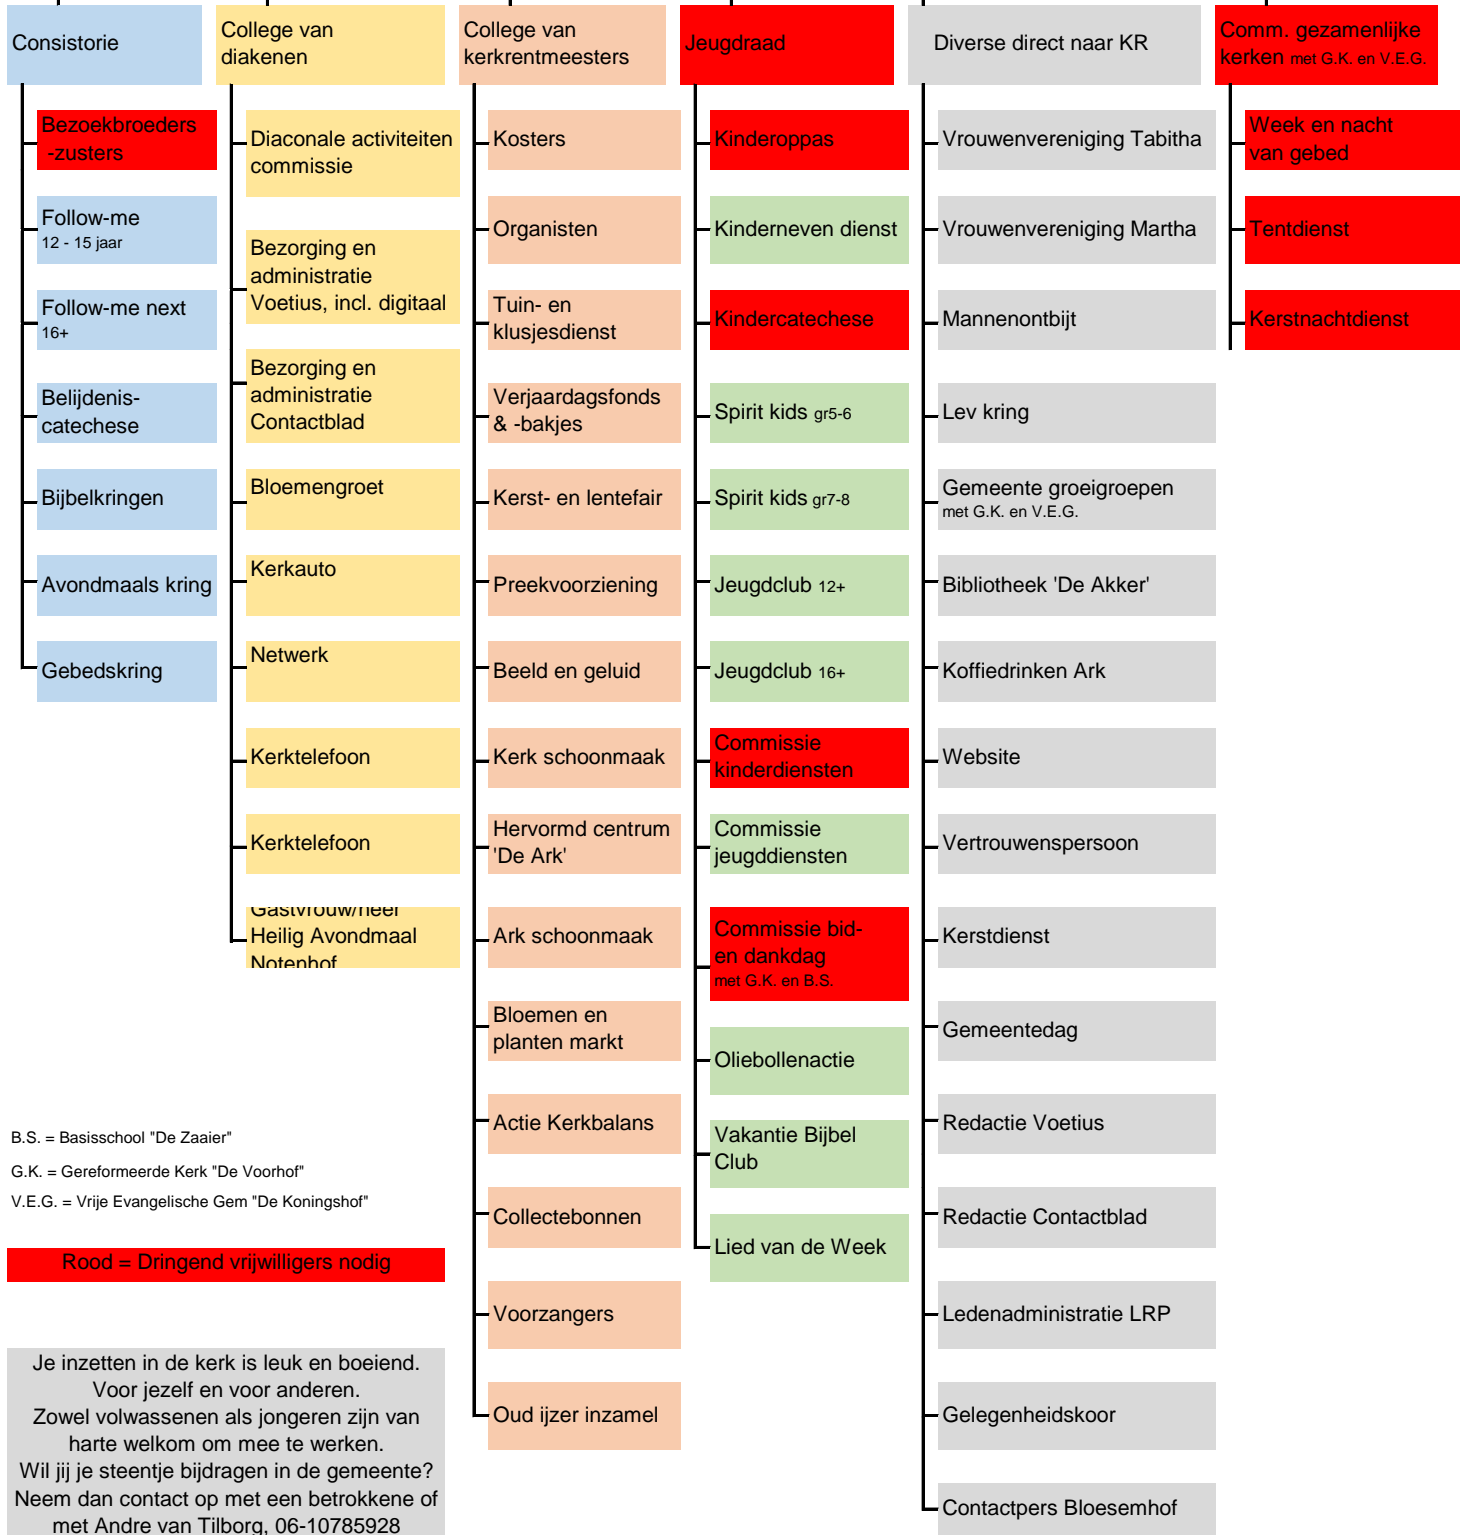 Consistorie
College van
diakenen
College van
kerkrentmeesters
Jeugdraad
Diverse direct naar KR
Comm. gezamenlijke
kerken met G.K. en V.E.G.
Bezoekbroeders
-zusters
Follow-me
12 - 15 jaar
Follow-me next
16+
Belijdenis-
catechese
Bijbelkringen
Avondmaals kring
Gebedskring
Diaconale activiteiten
commissie
Bezorging en
administratie
Voetius, incl. digitaal
Bezorging en
administratie
Contactblad
Bloemengroet
Kerkauto
Netwerk
Kerktelefoon
Kerktelefoon
Gastvrouw/heer
Heilig Avondmaal
Notenhof
Kosters
Organisten
Tuin- en
klusjesdienst
Verjaardagsfonds
& -bakjes
Kerst- en lentefair
Preekvoorziening
Beeld en geluid
Kerk schoonmaak
Hervormd centrum
'De Ark'
Ark schoonmaak
Bloemen en
planten markt
Actie Kerkbalans
Collectebonnen
Voorzangers
Oud ijzer inzamel
Kinderoppas
Kinderneven dienst
Kindercatechese
Spirit kids gr5-6
Spirit kids gr7-8
Jeugdclub 12+
Jeugdclub 16+
Commissie
kinderdiensten
Commissie
jeugddiensten
Commissie bid-
en dankdag
met G.K. en B.S.
Oliebollenactie
Vakantie Bijbel
Club
Lied van de Week
Vrouwenvereniging Tabitha
Vrouwenvereniging Martha
Mannenontbijt
Lev kring
Gemeente groeigroepen
met G.K. en V.E.G.
Bibliotheek 'De Akker'
Koffiedrinken Ark
Website
Vertrouwenspersoon
Kerstdienst
Gemeentedag
Redactie Voetius
Redactie Contactblad
Ledenadministratie LRP
Gelegenheidskoor
Contactpers Bloesemhof
Week en nacht
van gebed
Tentdienst
Kerstnachtdienst
B.S. = Basisschool "De Zaaier"
G.K. = Gereformeerde Kerk "De Voorhof"
V.E.G. = Vrije Evangelische Gem "De Koningshof"
Rood = Dringend vrijwilligers nodig
Je inzetten in de kerk is leuk en boeiend.
Voor jezelf en voor anderen.
Zowel volwassenen als jongeren zijn van
harte welkom om mee te werken.
Wil jij je steentje bijdragen in de gemeente?
Neem dan contact op met een betrokkene of
met Andre van Tilborg, 06-10785928